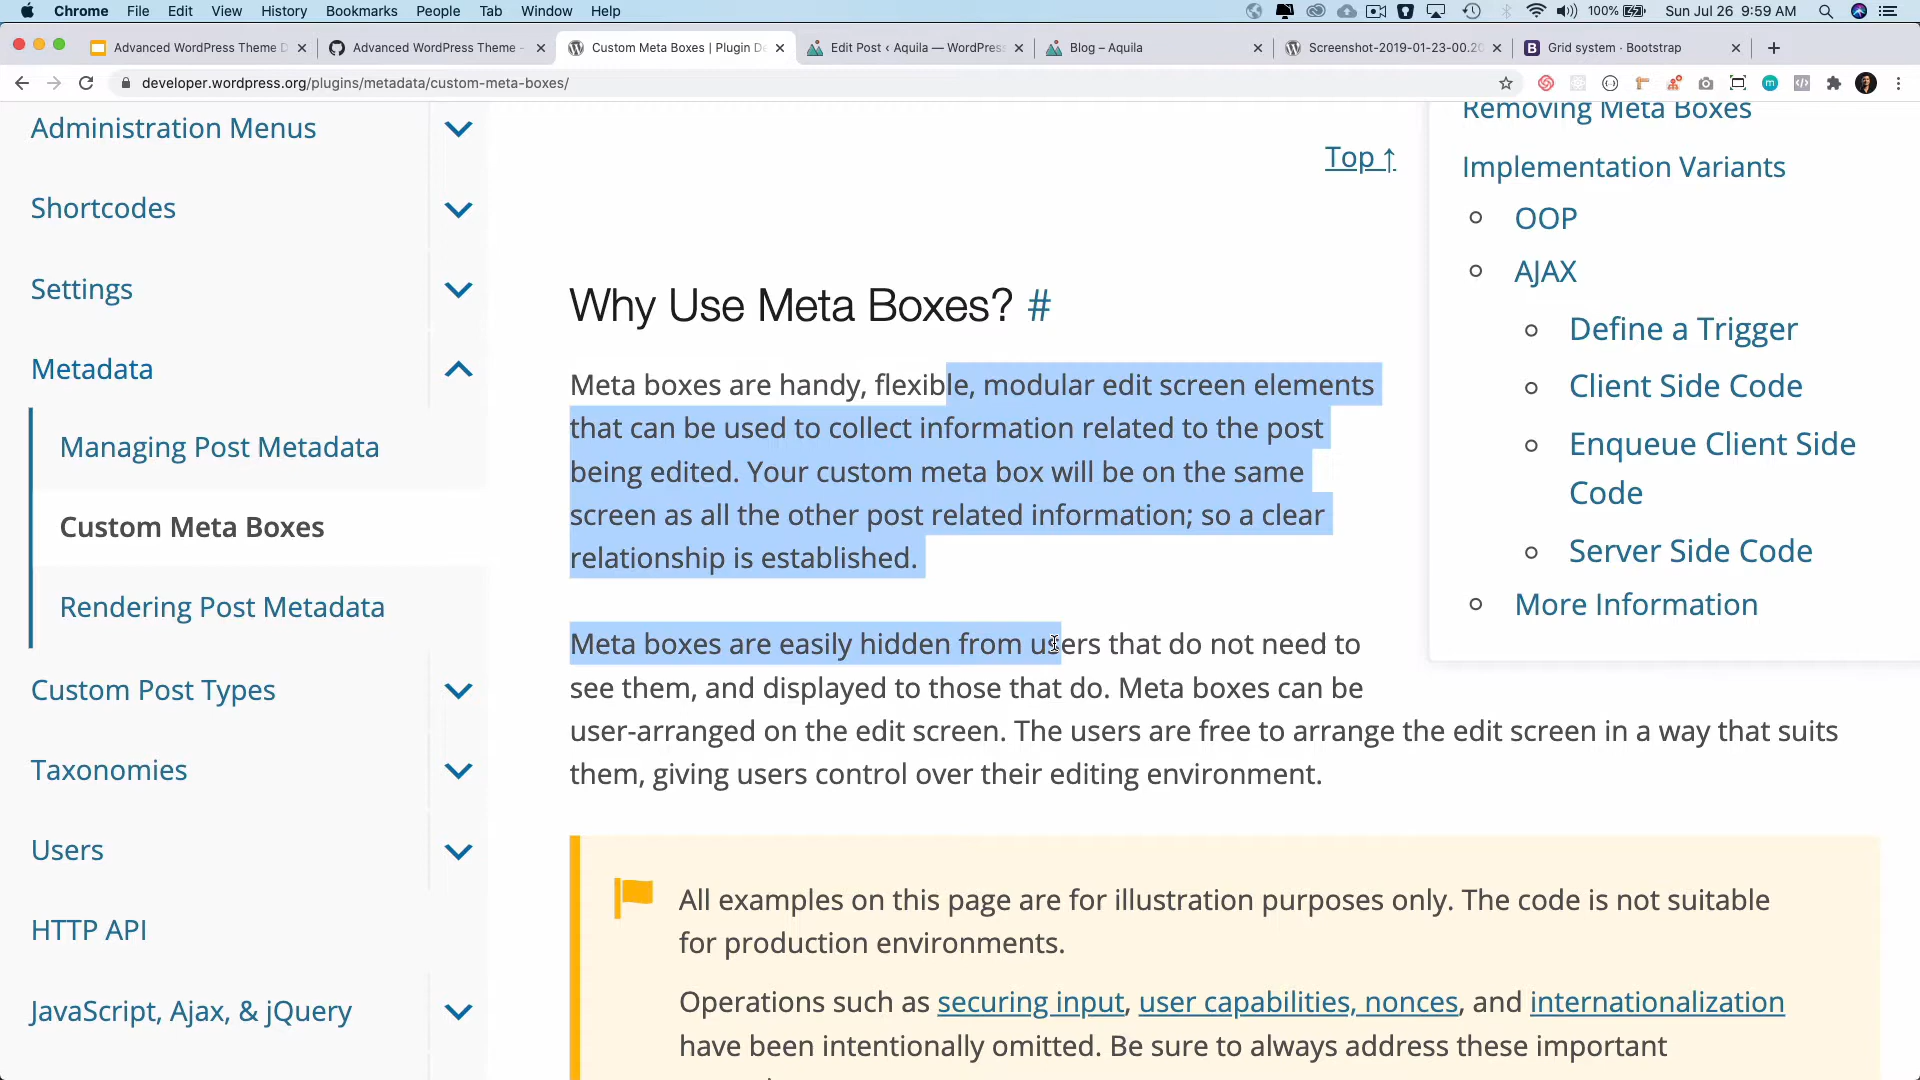 Chrome File Edit View History Bookmarks People Tab Window Help
100% Sun Jul 26 9:59 AM
Advanced WordPress Theme D
Advanced WordPress Theme -
Custom Meta Boxes | Plugin De
Edit Post ‹ Aquila — WordPress
Blog – Aquila
Screenshot-2019-01-23-00.20
Grid system · Bootstrap
developer.wordpress.org/plugins/metadata/custom-meta-boxes/
Administration Menus
Shortcodes
Settings
Metadata
Managing Post Metadata
Custom Meta Boxes
Rendering Post Metadata
Custom Post Types
Taxonomies
Users
HTTP API
JavaScript, Ajax, & jQuery
Top ↑
Why Use Meta Boxes? #
Meta boxes are handy, flexible, modular edit screen elements
that can be used to collect information related to the post
being edited. Your custom meta box will be on the same
screen as all the other post related information; so a clear
relationship is established.
Meta boxes are easily hidden from users that do not need to
see them, and displayed to those that do. Meta boxes can be
user-arranged on the edit screen. The users are free to arrange the edit screen in a way that suits
them, giving users control over their editing environment.
All examples on this page are for illustration purposes only. The code is not suitable
for production environments.
Operations such as securing input, user capabilities, nonces, and internationalization
have been intentionally omitted. Be sure to always address these important
Removing Meta Boxes
Implementation Variants
OOP
AJAX
Define a Trigger
Client Side Code
Enqueue Client Side
Code
Server Side Code
More Information